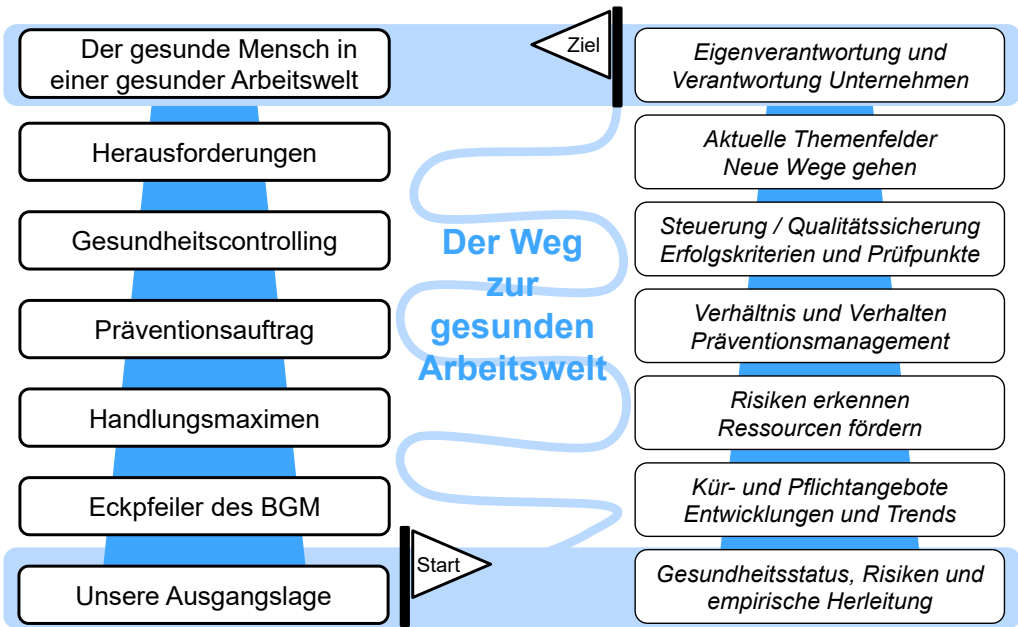 Der gesunde Mensch in
einer gesunder Arbeitswelt
Ziel
Eigenverantwortung und
Verantwortung Unternehmen
Herausforderungen
Aktuelle Themenfelder
Neue Wege gehen
Gesundheitscontrolling
Steuerung / Qualitätssicherung
Erfolgskriterien und Prüfpunkte
Der Weg
zur
gesunden
Arbeitswelt
Präventionsauftrag
Verhältnis und Verhalten
Präventionsmanagement
Handlungsmaximen
Risiken erkennen
Ressourcen fördern
Eckpfeiler des BGM
Kür- und Pflichtangebote
Entwicklungen und Trends
Start
Unsere Ausgangslage
Gesundheitsstatus, Risiken und
empirische Herleitung